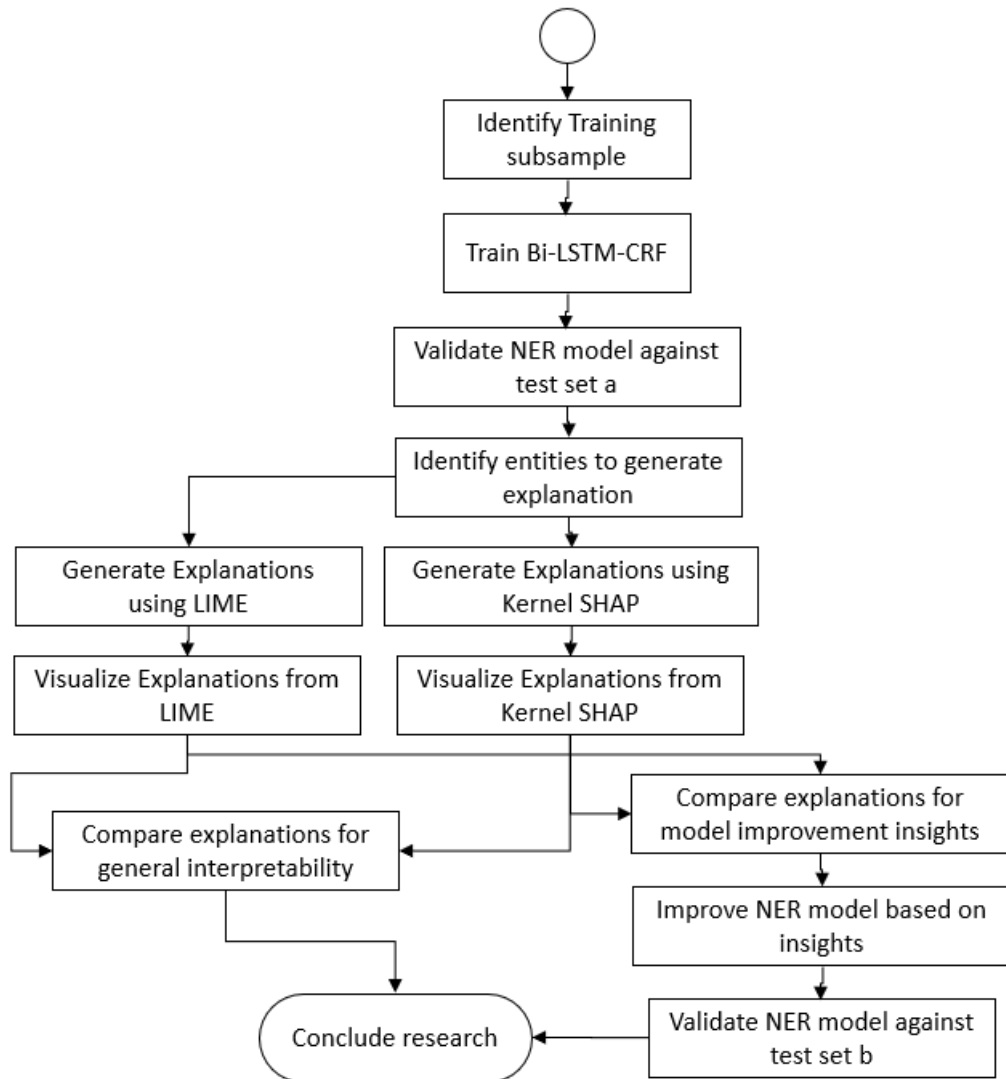 Identify Training
subsample
Train Bi-LSTM-CRF
Validate NER model against
test set a
Identify entities to generate
explanation
Generate Explanations
using LIME
Generate Explanations using
Kernel SHAP
Visualize Explanations from
LIME
Visualize Explanations from
Kernel SHAP
Compare explanations for
general interpretability
Compare explanations for
model improvement insights
Improve NER model based on
insights
Validate NER model against
test set b
Conclude research